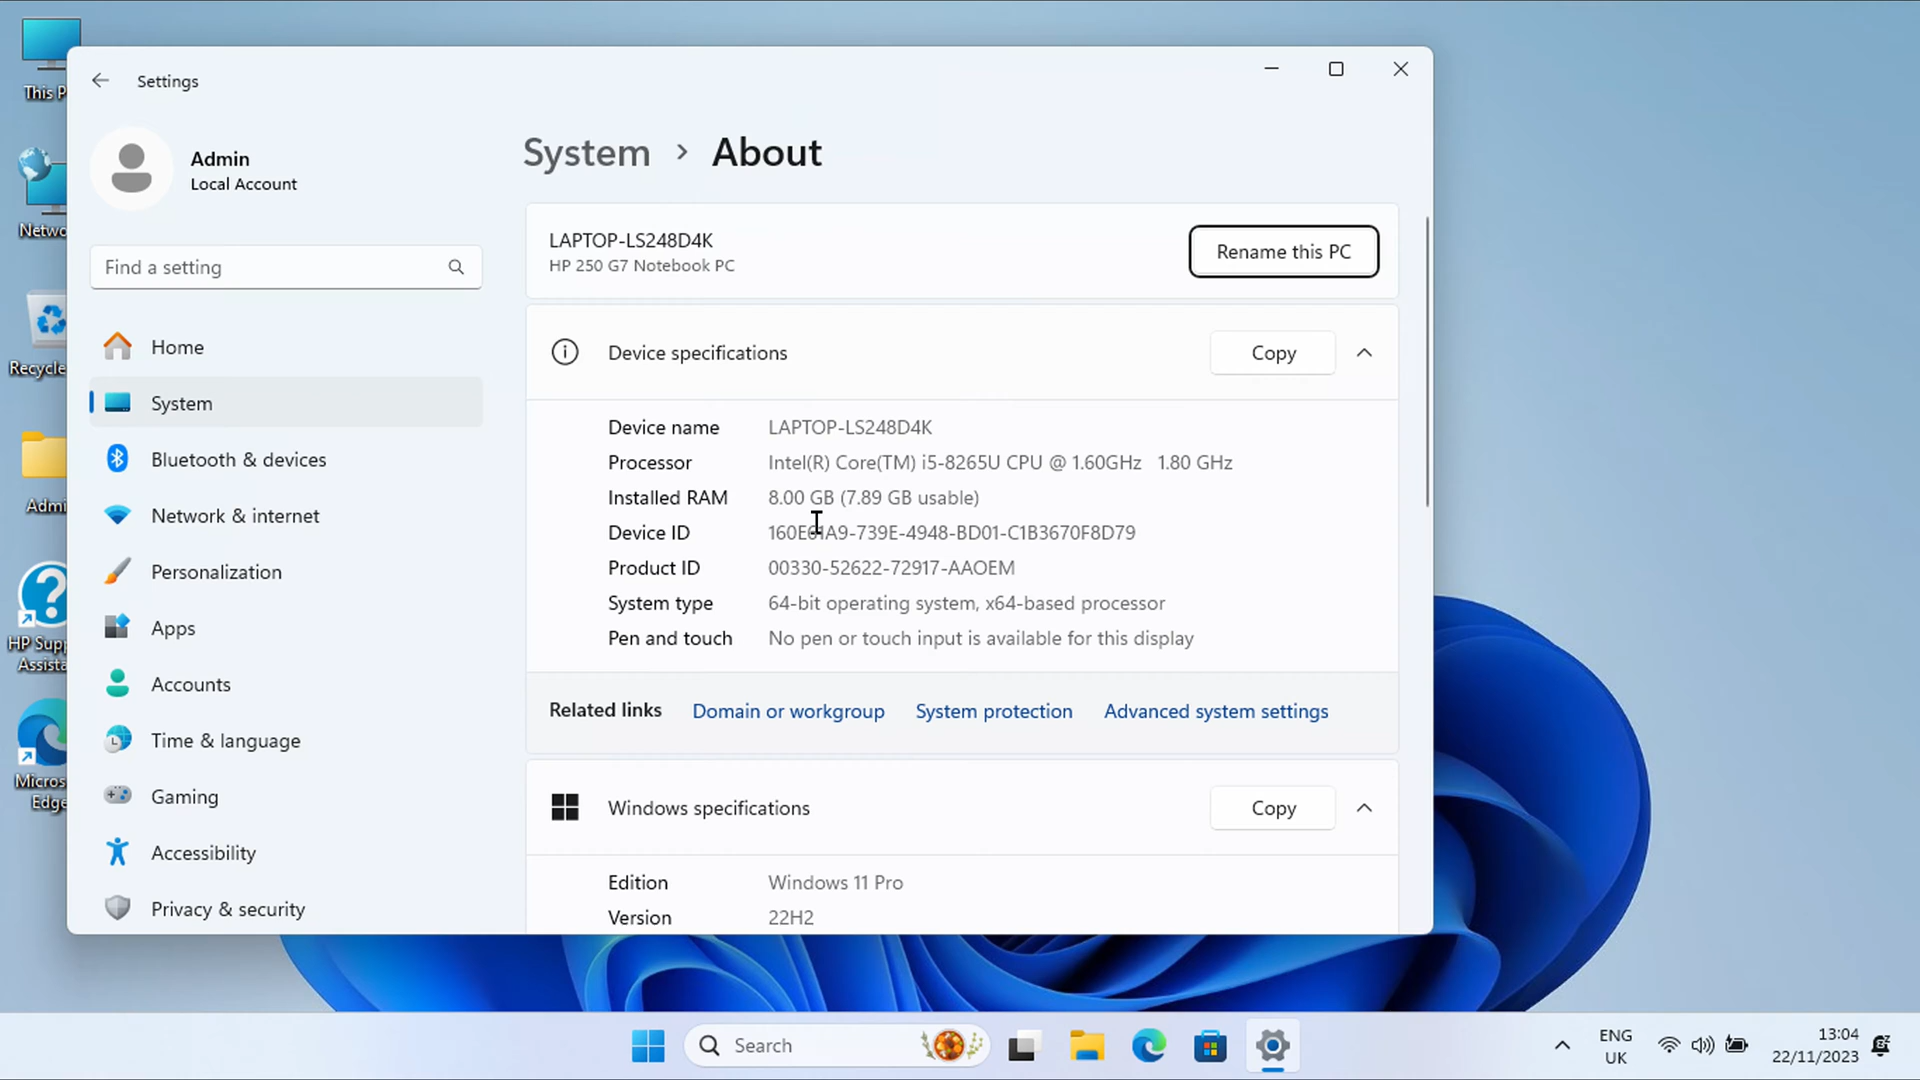 This P
Settings
Admin
Local Account
System > About
LAPTOP-LS248D4K
HP 250 G7 Notebook PC
Rename this PC
Find a setting
Netwo
Home
Device specifications
Copy
Recycle
System
Device name LAPTOP-LS248D4K
Bluetooth & devices
Processor Intel(R) Core(TM) i5-8265U CPU @ 1.60GHz 1.80 GHz
Admi
Installed RAM 8.00 GB (7.89 GB usable)
Network & internet
Device ID 160E61A9-739E-4948-BD01-C1B3670F8D79
Personalization
Product ID 00330-52622-72917-AAOEM
System type 64-bit operating system, x64-based processor
Apps
Pen and touch No pen or touch input is available for this display
HP Supp
Assista
Accounts
Related links Domain or workgroup System protection Advanced system settings
Time & language
Micros
Edge
Gaming
Windows specifications
Copy
Accessibility
Edition Windows 11 Pro
Privacy & security
Version 22H2
Search
ENG
UK
13:04
22/11/2023